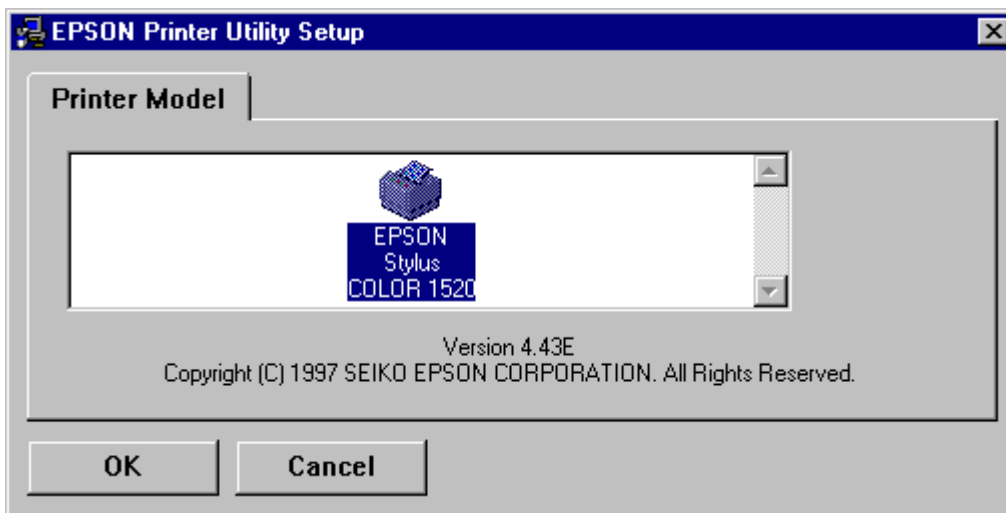 EPSON Printer Utility Setup
Printer Model
EPSON
Stylus
COLOR 1520
Version 4.43E
Copyright (C) 1997 SEIKO EPSON CORPORATION. All Rights Reserved.
OK
Cancel